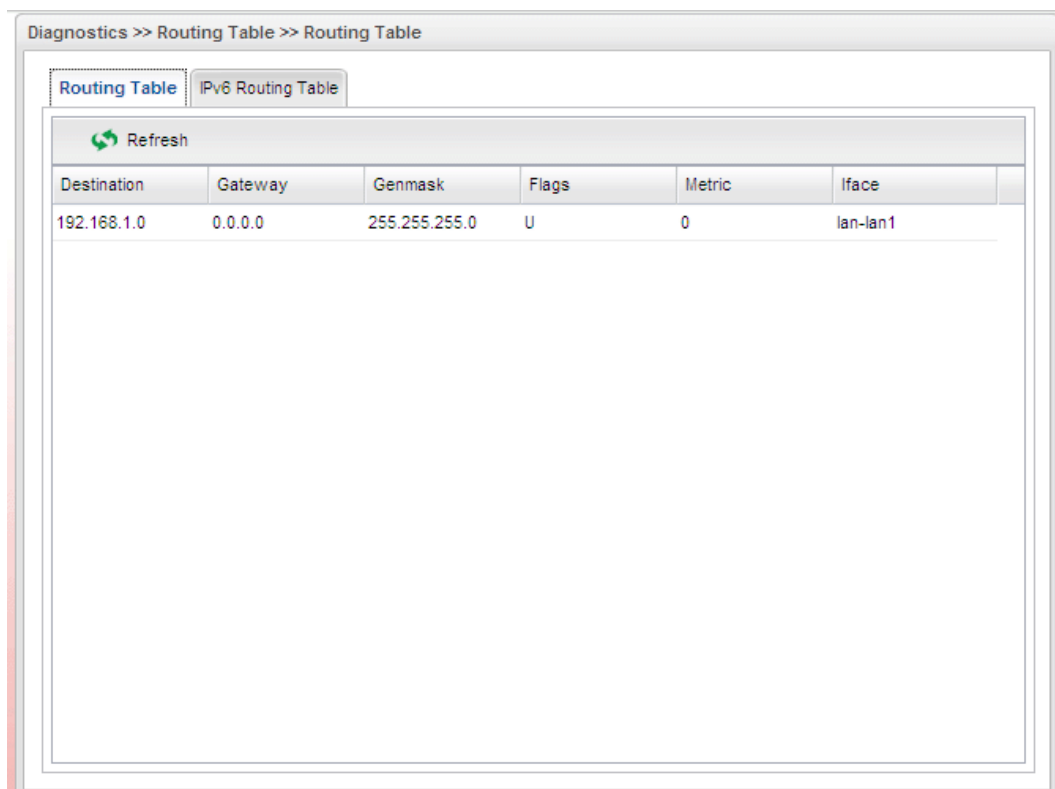 Diagnostics >> Routing Table >> Routing Table
Routing Table IPv6 Routing Table
Refresh
Destination Gateway Genmask Flags Metric Iface
192.168.1.0 0.0.0.0 255.255.255.0 U 0 lan-lan1